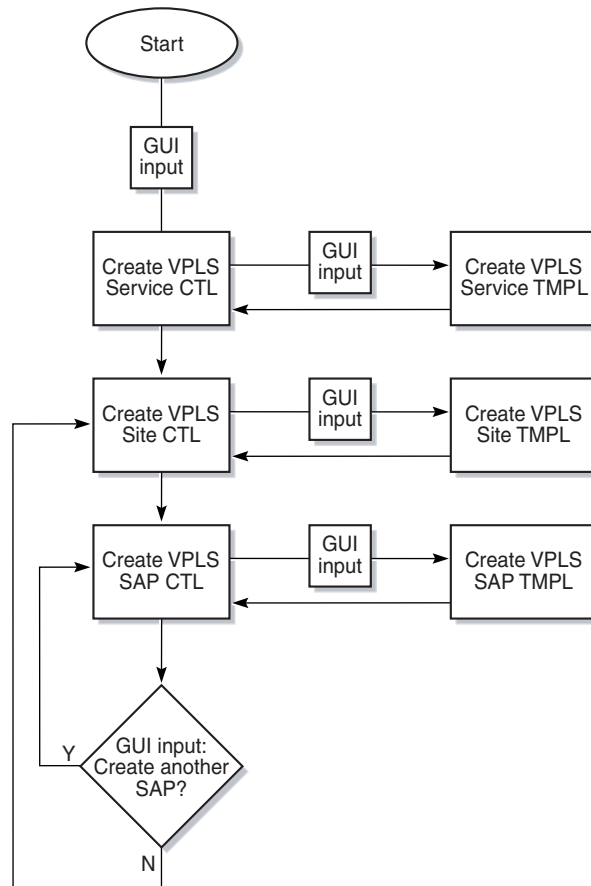 Start
GUI
input
Create VPLS
Service CTL
GUI
input
Create VPLS
Service TMPL
Create VPLS
Site CTL
GUI
input
Create VPLS
Site TMPL
Create VPLS
SAP CTL
GUI
input
Create VPLS
SAP TMPL
GUI input:
Create another
SAP?
Y
N